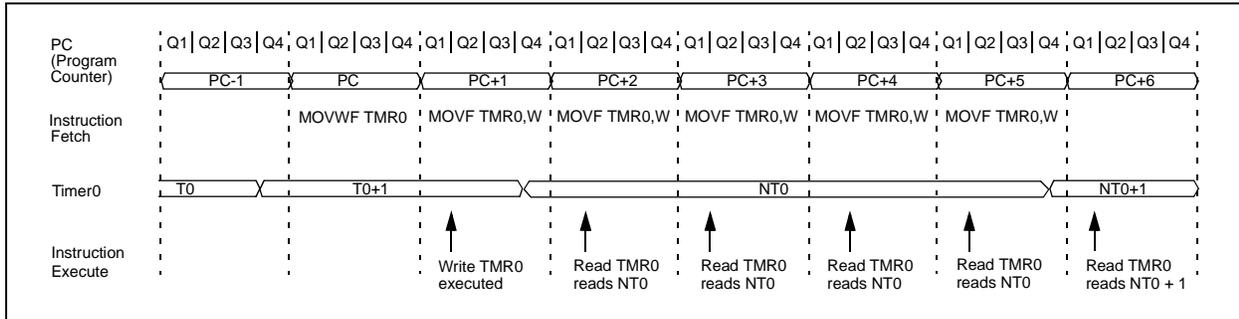 PC
(Program
Counter)
Q1 Q2 Q3 Q4 Q1 Q2 Q3 Q4 Q1 Q2 Q3 Q4 Q1 Q2 Q3 Q4 Q1 Q2 Q3 Q4 Q1 Q2 Q3 Q4 Q1 Q2 Q3 Q4 Q1 Q2 Q3 Q4
PC-1 PC PC+1 PC+2 PC+3 PC+4 PC+5 PC+6
Instruction
Fetch
MOVWF TMR0 MOVF TMR0,W MOVF TMR0,W MOVF TMR0,W MOVF TMR0,W MOVF TMR0,W
Timer0
T0 T0+1 NT0 NT0+1
Instruction
Execute
Write TMR0
executed
Read TMR0
reads NT0
Read TMR0
reads NT0
Read TMR0
reads NT0
Read TMR0
reads NT0
Read TMR0
reads NT0 + 1